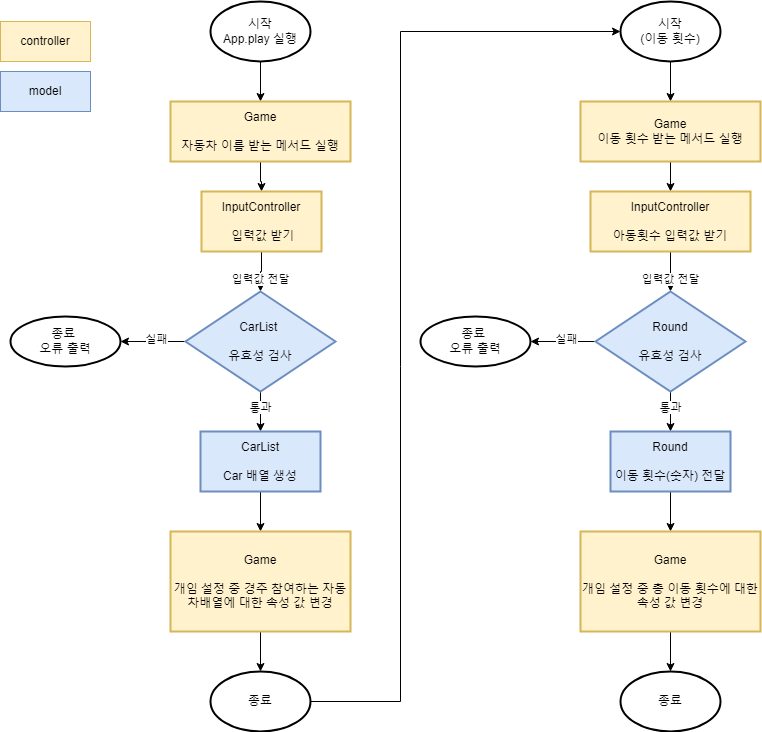 controller
model
시작
App.play 실행
Game
자동차 이름 받는 메서드 실행
InputController
입력값 받기
입력값 전달
CarList
유효성 검사
실패
종료
오류 출력
통과
CarList
Car 배열 생성
Game
개임 설정 중 경주 참여하는 자동
차배열에 대한 속성 값 변경
종료
시작
(이동 횟수)
Game
이동 횟수 받는 메서드 실행
InputController
아동횟수 입력값 받기
입력값 전달
Round
유효성 검사
실패
종료
오류 출력
통과
Round
이동 횟수(숫자) 전달
Game
개임 설정 중 총 이동 횟수에 대한
속성 값 변경
종료